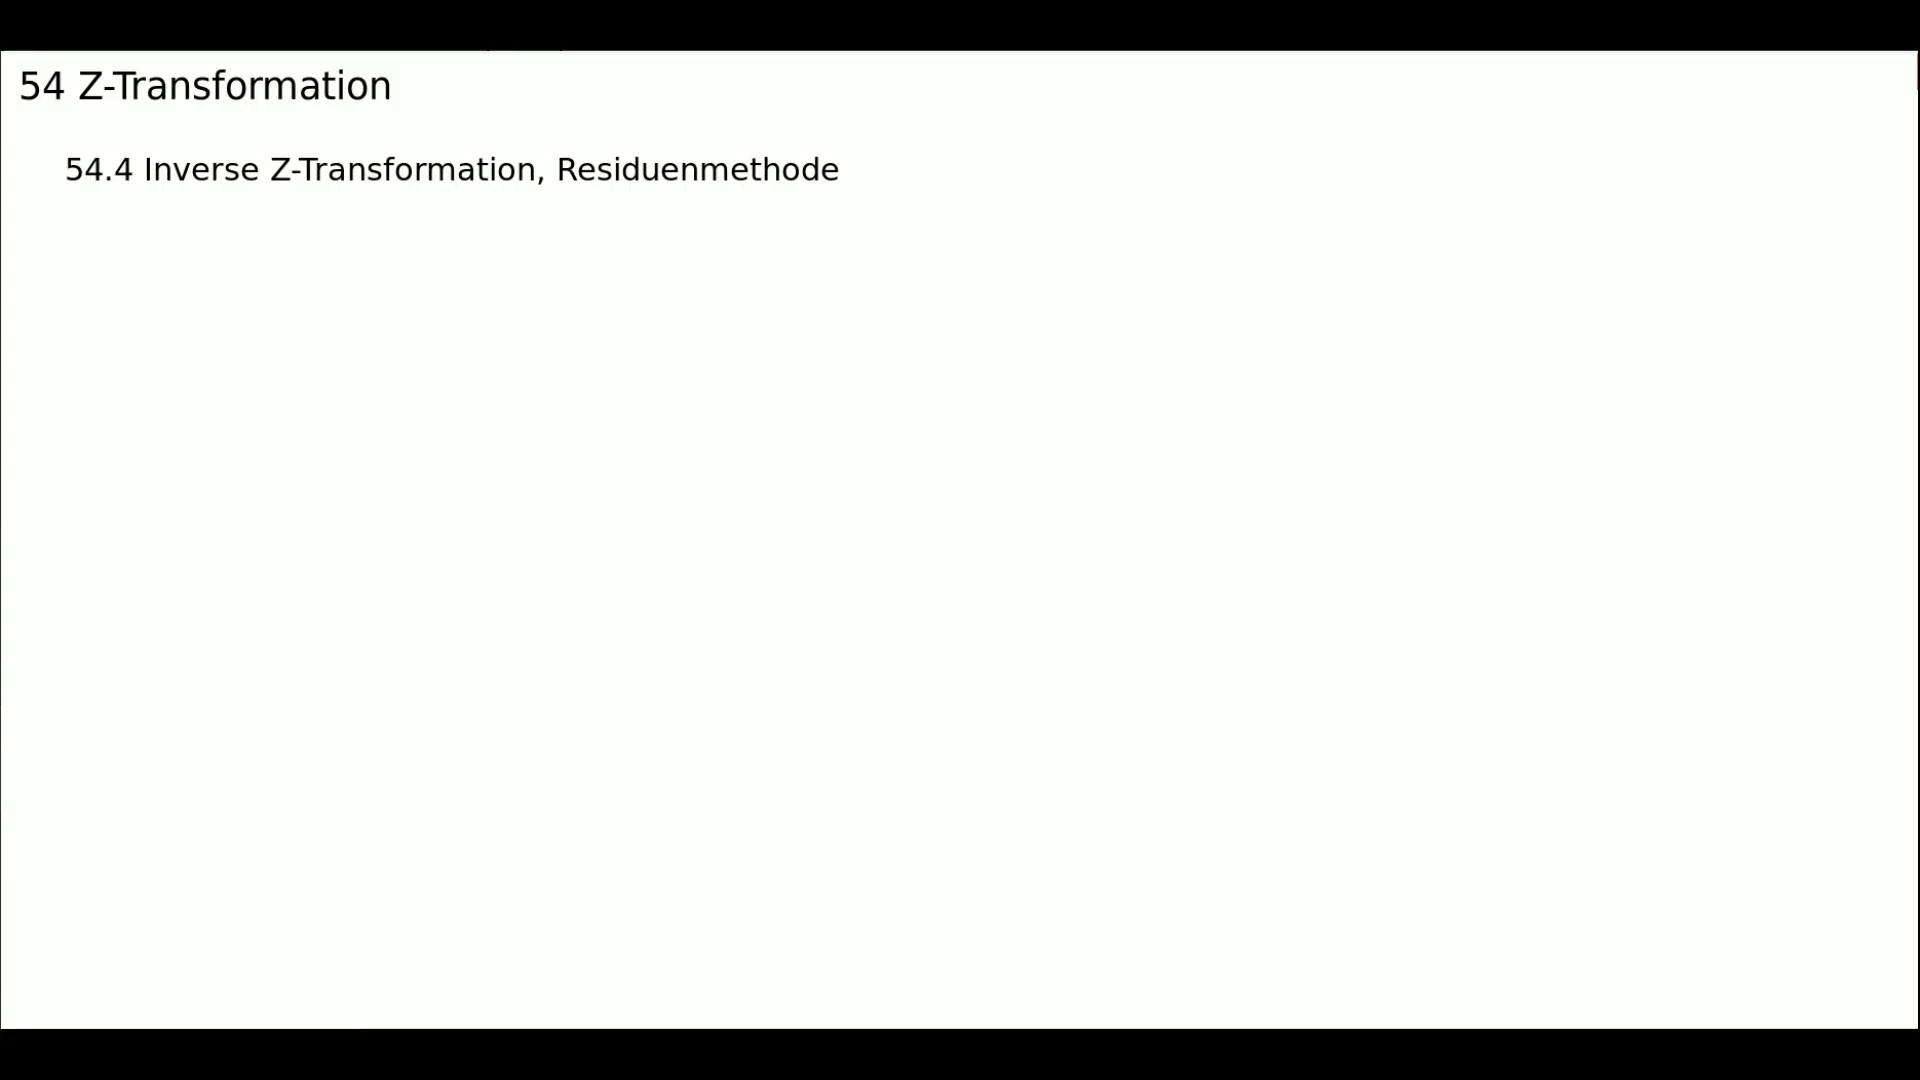 54 Z-Transformation
54.4 Inverse Z-Transformation, Residuenmethode